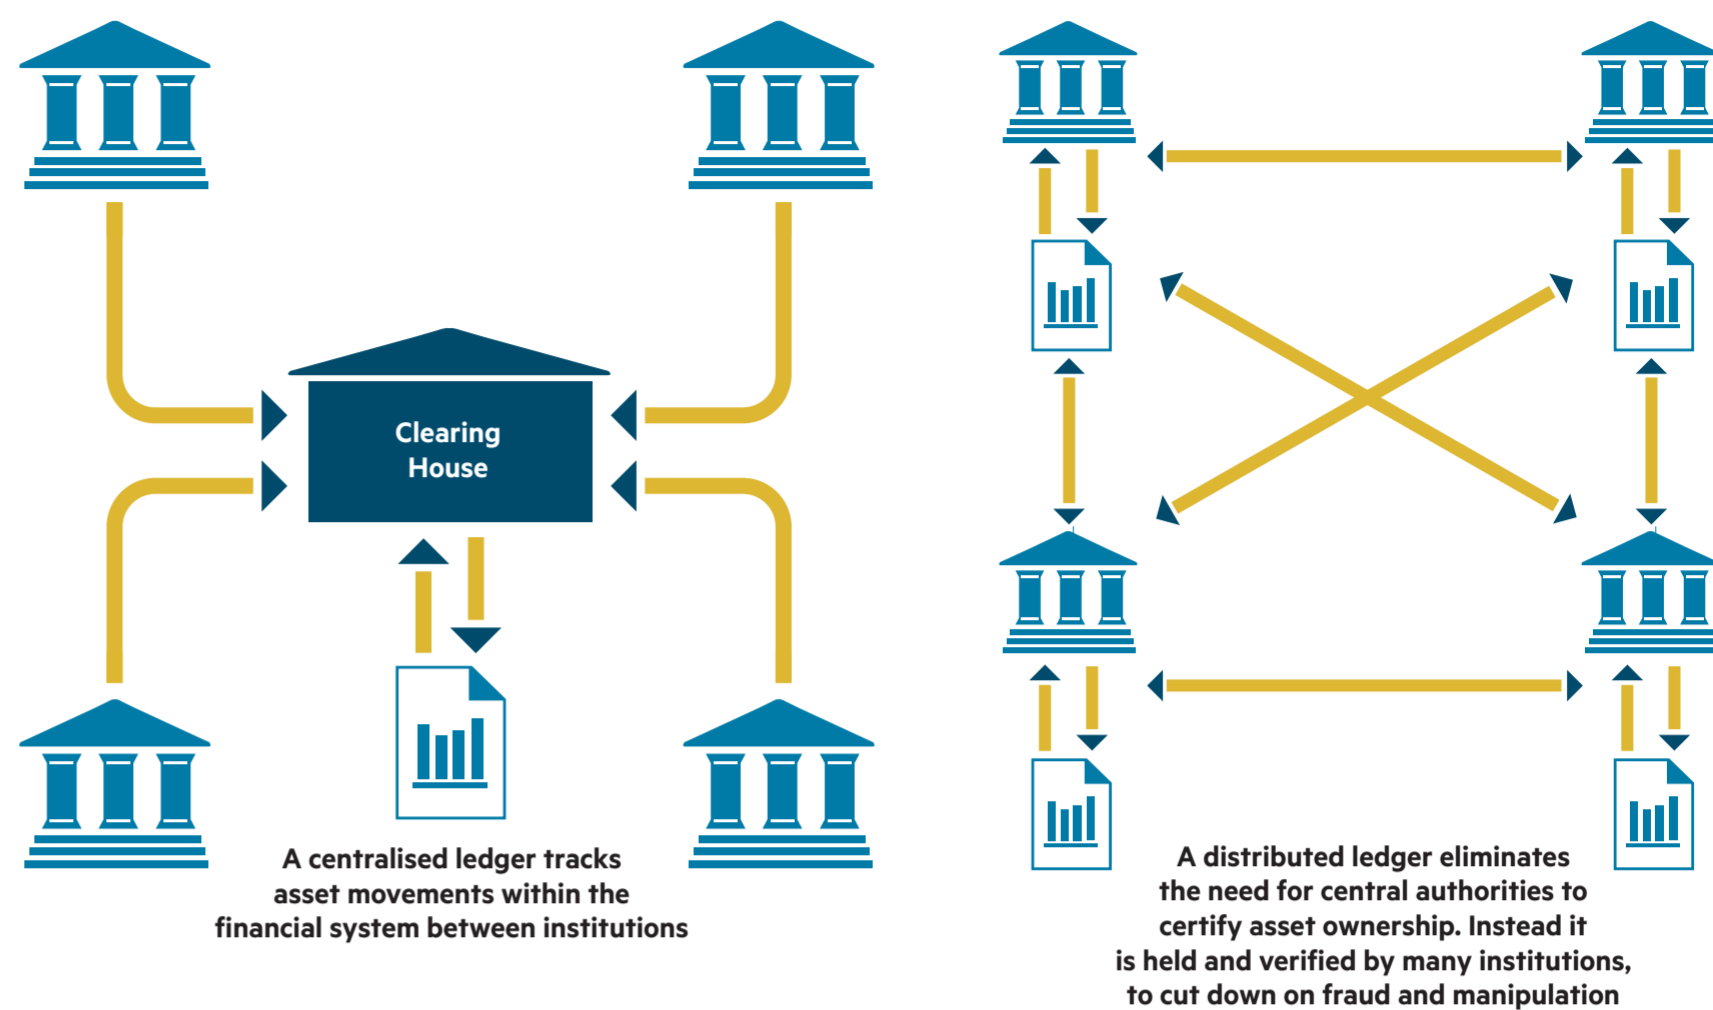 Clearing
House
A centralised ledger tracks
asset movements within the
financial system between institutions
A distributed ledger eliminates
the need for central authorities to
certify asset ownership. Instead it
is held and verified by many institutions,
to cut down on fraud and manipulation